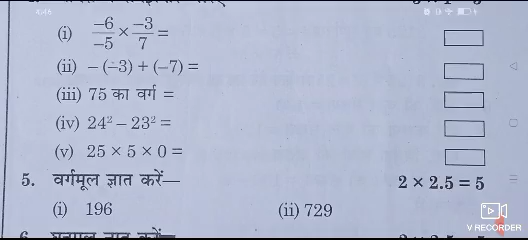 (i) -6/-5 × -3/7 =
(ii) – (–3) + (–7) =
(iii) 75 का वर्ग =
(iv) 24² – 23² =
(v) 25 × 5 × 0 =
5. वर्गमूल ज्ञात करें— 2 × 2.5 = 5
(i) 196 (ii) 729
V RECORDER